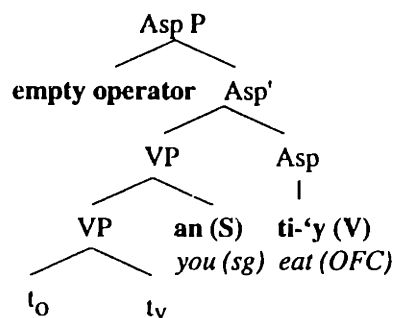 Asp P
empty operator Asp'
VP Asp
VP an (S) ti-‘y (V)
you (sg) eat (OFC)
to tv